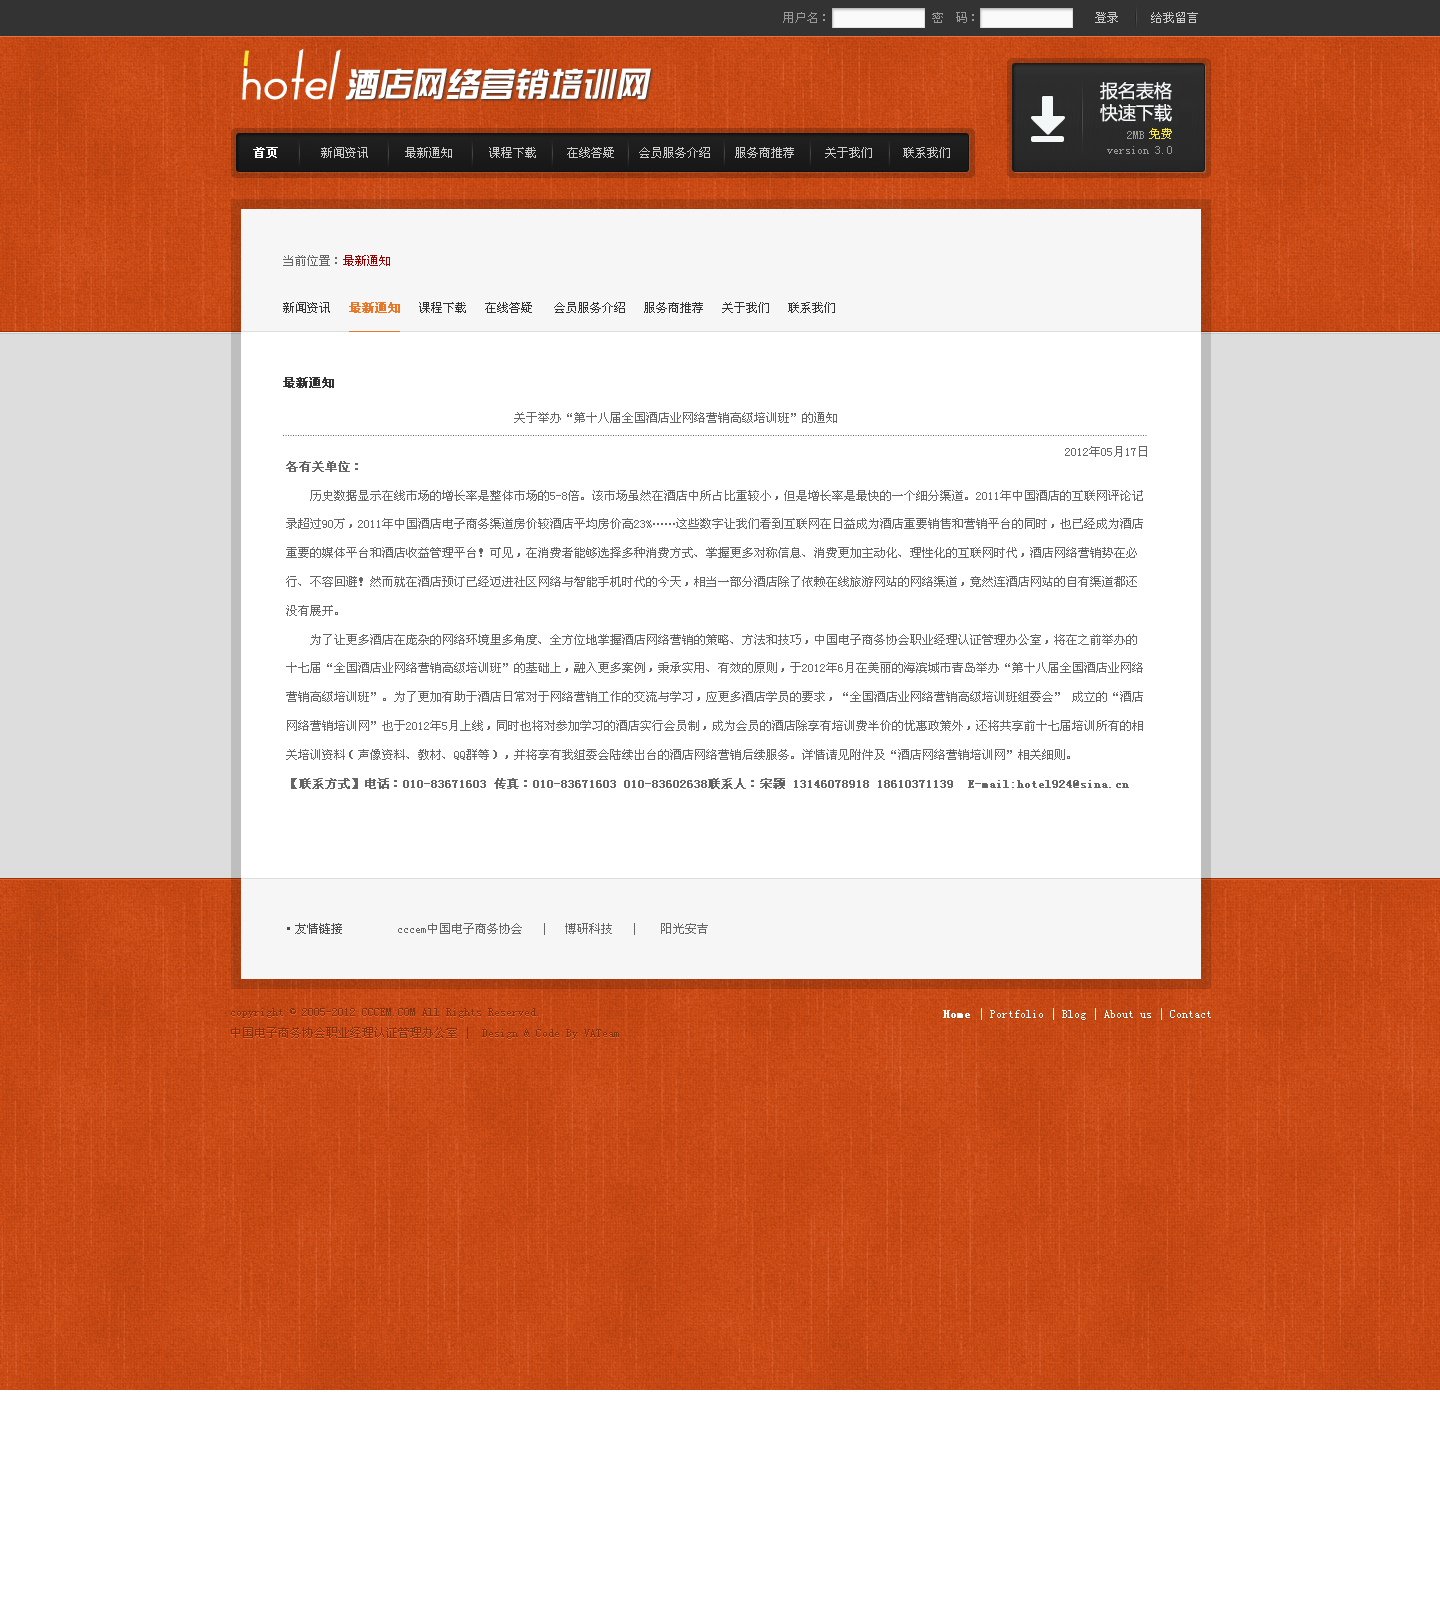 用户名： 密　码： 登录 给我留言
hotel 酒店网络营销培训网
报名表格
快速下载
2MB 免费
version 3.0
首页 新闻资讯 最新通知 课程下载 在线答疑 会员服务介绍 服务商推荐 关于我们 联系我们
当前位置：最新通知
新闻资讯 最新通知 课程下载 在线答疑 会员服务介绍 服务商推荐 关于我们 联系我们
最新通知
关于举办“第十八届全国酒店业网络营销高级培训班”的通知
2012年05月17日
各有关单位：
历史数据显示在线市场的增长率是整体市场的5-8倍。该市场虽然在酒店中所占比重较小，但是增长率是最快的一个细分渠道。2011年中国酒店的互联网评论记
录超过90万，2011年中国酒店电子商务渠道房价较酒店平均房价高23%……这些数字让我们看到互联网在日益成为酒店重要销售和营销平台的同时，也已经成为酒店
重要的媒体平台和酒店收益管理平台！可见，在消费者能够选择多种消费方式、掌握更多对称信息、消费更加主动化、理性化的互联网时代，酒店网络营销势在必
行、不容回避！然而就在酒店预订已经迈进社区网络与智能手机时代的今天，相当一部分酒店除了依赖在线旅游网站的网络渠道，竟然连酒店网站的自有渠道都还
没有展开。
为了让更多酒店在庞杂的网络环境里多角度、全方位地掌握酒店网络营销的策略、方法和技巧，中国电子商务协会职业经理认证管理办公室，将在之前举办的
十七届“全国酒店业网络营销高级培训班”的基础上，融入更多案例，秉承实用、有效的原则，于2012年6月在美丽的海滨城市青岛举办“第十八届全国酒店业网络
营销高级培训班”。为了更加有助于酒店日常对于网络营销工作的交流与学习，应更多酒店学员的要求，“全国酒店业网络营销高级培训班组委会” 成立的“酒店
网络营销培训网”也于2012年5月上线，同时也将对参加学习的酒店实行会员制，成为会员的酒店除享有培训费半价的优惠政策外，还将共享前十七届培训所有的相
关培训资料（声像资料、教材、QQ群等），并将享有我组委会陆续出台的酒店网络营销后续服务。详情请见附件及“酒店网络营销培训网”相关细则。
【联系方式】电话：010-83671603 传真：010-83671603 010-83602638联系人：宋颖 13146078918 18610371139 E-mail:hotel924@sina.cn
▪ 友情链接 cccem中国电子商务协会 | 博研科技 | 阳光安吉
copyright © 2005-2012 CCCEM.COM All Rights Reserved
Home | Portfolio | Blog | About us | Contact
中国电子商务协会职业经理认证管理办公室 | Design & Code By VATeam